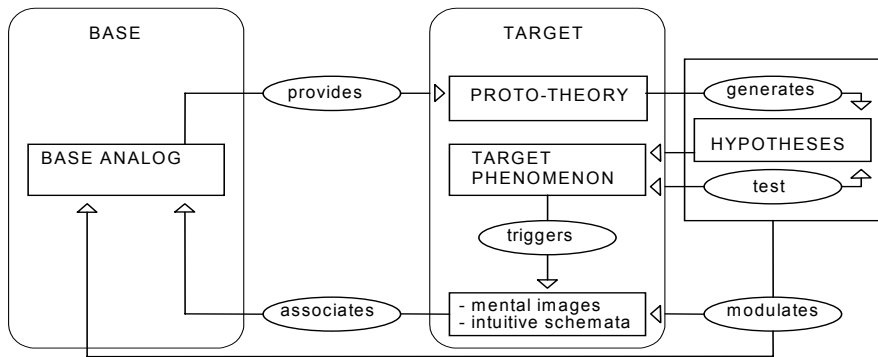 BASE
TARGET
provides
PROTO-THEORY
generates
BASE ANALOG
TARGET
PHENOMENON
HYPOTHESES
test
triggers
associates
- mental images
- intuitive schemata
modulates